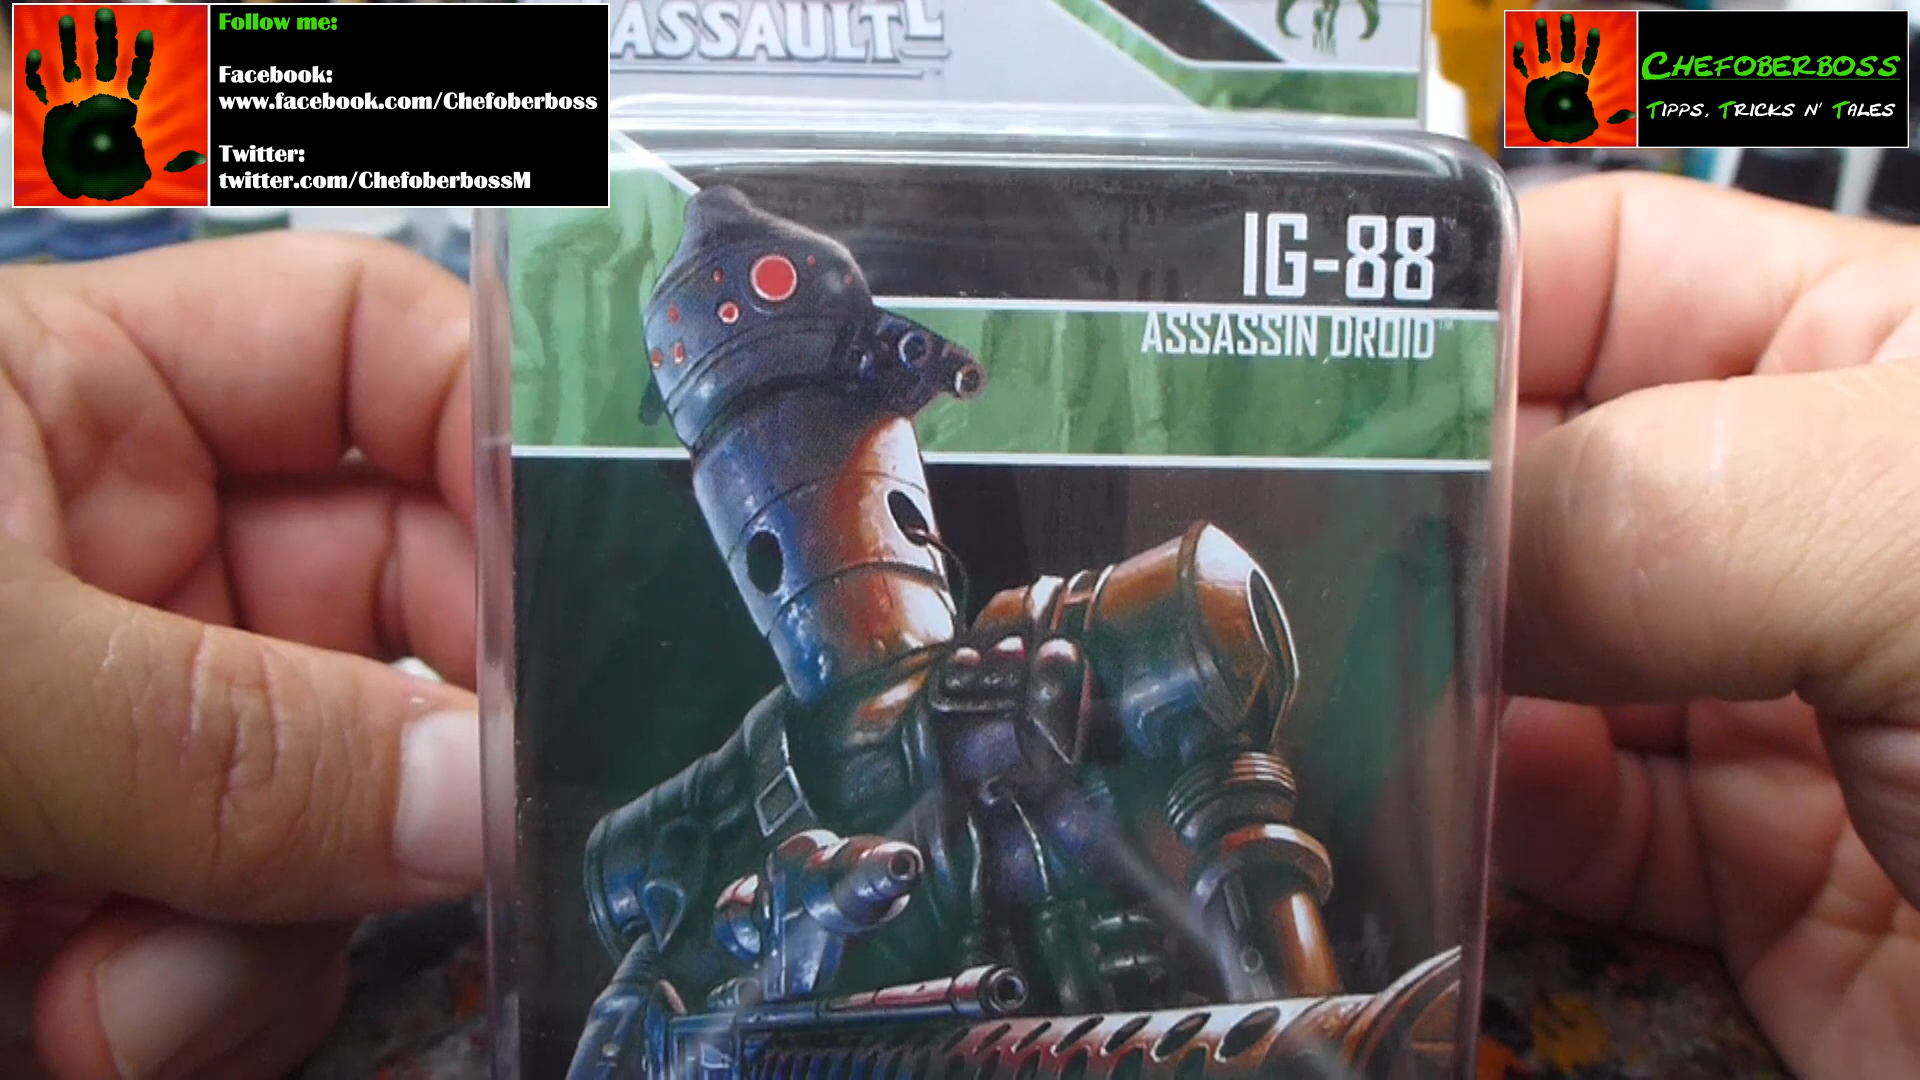 Follow me:
Facebook:
www.facebook.com/Chefoberboss
Twitter:
twitter.com/ChefoberbossM
ASSAULT
CHEFOBERBOSS
TIPPS, TRICKS N' TALES
IG-88
ASSASSIN DROID™